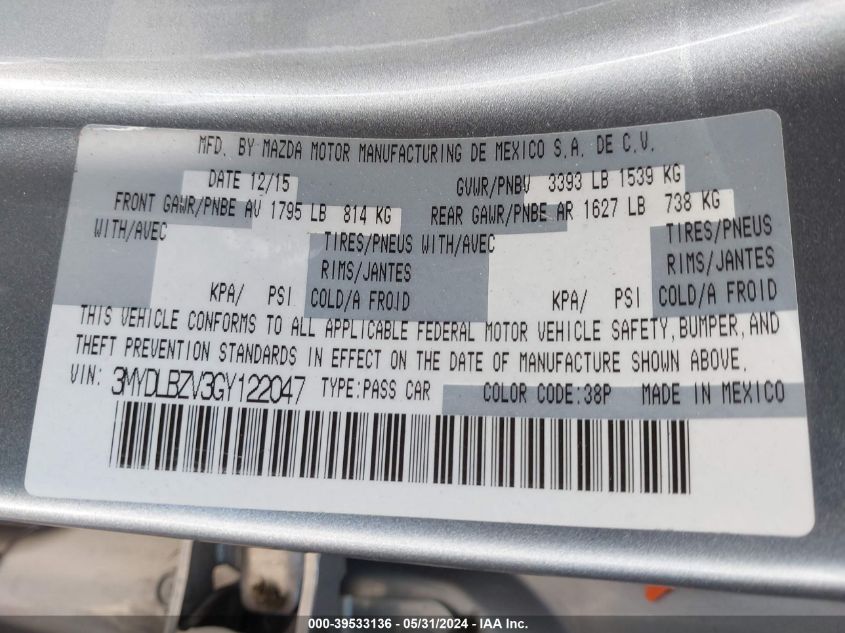 MFD. BY MAZDA MOTOR MANUFACTURING DE MEXICO S.A. DE C.V.
DATE 12/15 GVWR/PNBV 3393 LB 1539 KG
FRONT GAWR/PNBE AV 1795 LB 814 KG REAR GAWR/PNBE AR 1627 LB 738 KG
WITH/AVEC TIRES/PNEUS WITH/AVEC TIRES/PNEUS
RIMS/JANTES RIMS/JANTES
KPA/ PSI COLD/A FROID KPA/ PSI COLD/A FROID
THIS VEHICLE CONFORMS TO ALL APPLICABLE FEDERAL MOTOR VEHICLE SAFETY, BUMPER, AND
THEFT PREVENTION STANDARDS IN EFFECT ON THE DATE OF MANUFACTURE SHOWN ABOVE.
VIN: 3MYDLBZV3GY122047 TYPE:PASS CAR COLOR CODE:38P MADE IN MEXICO
000-39533136 - 05/31/2024 - IAA Inc.